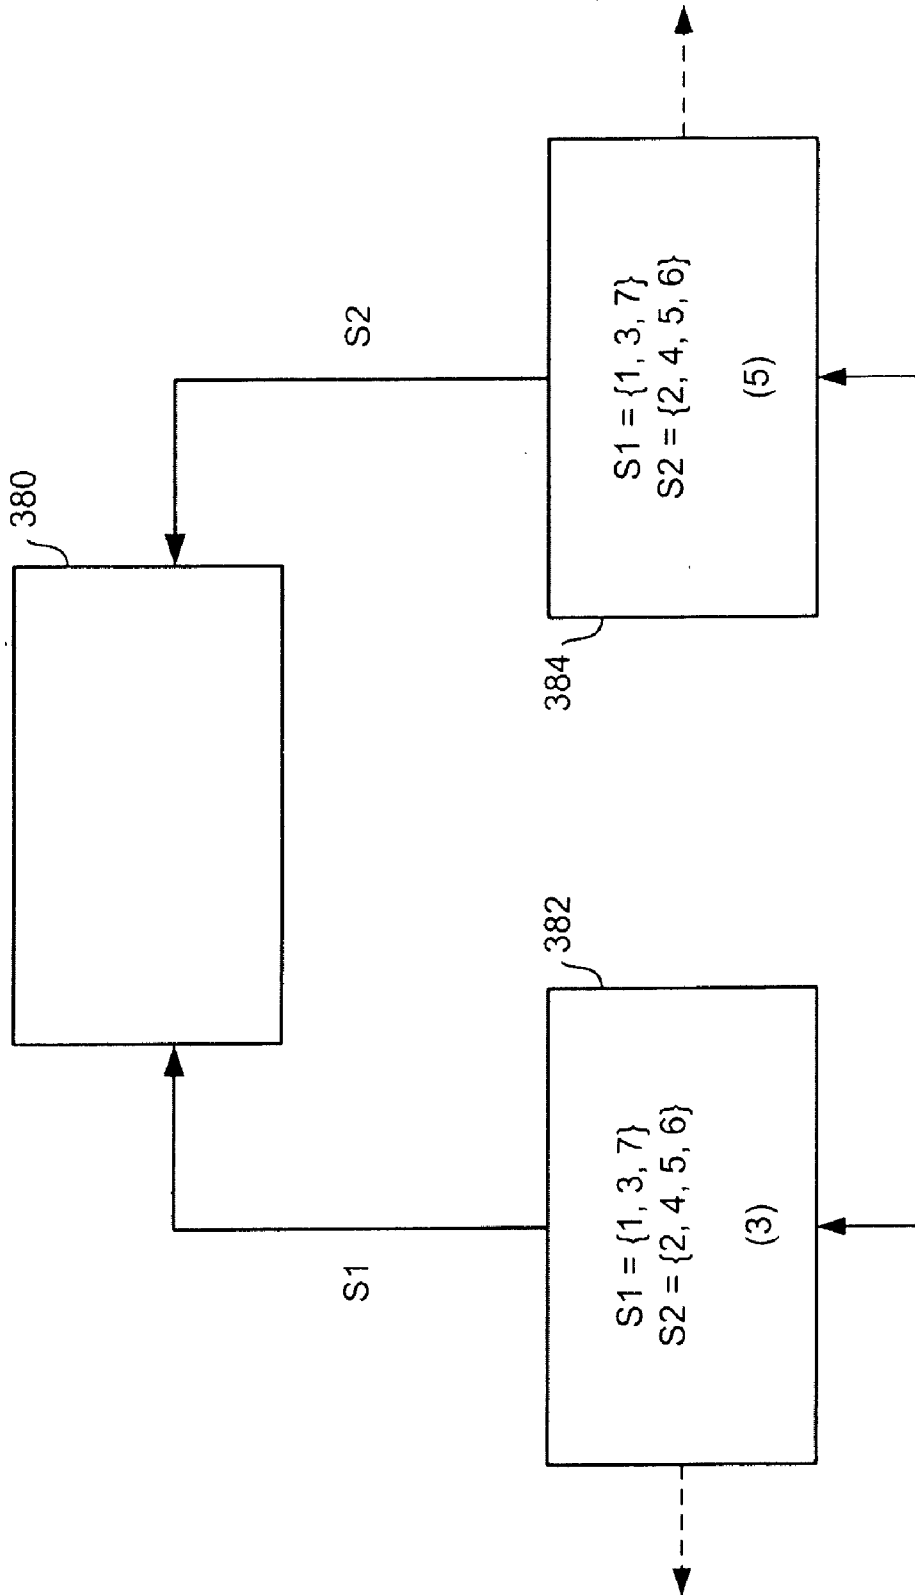 380
S1
S2
382
S1 = {1, 3, 7}
S2 = {2, 4, 5, 6}
(3)
384
S1 = {1, 3, 7}
S2 = {2, 4, 5, 6}
(5)